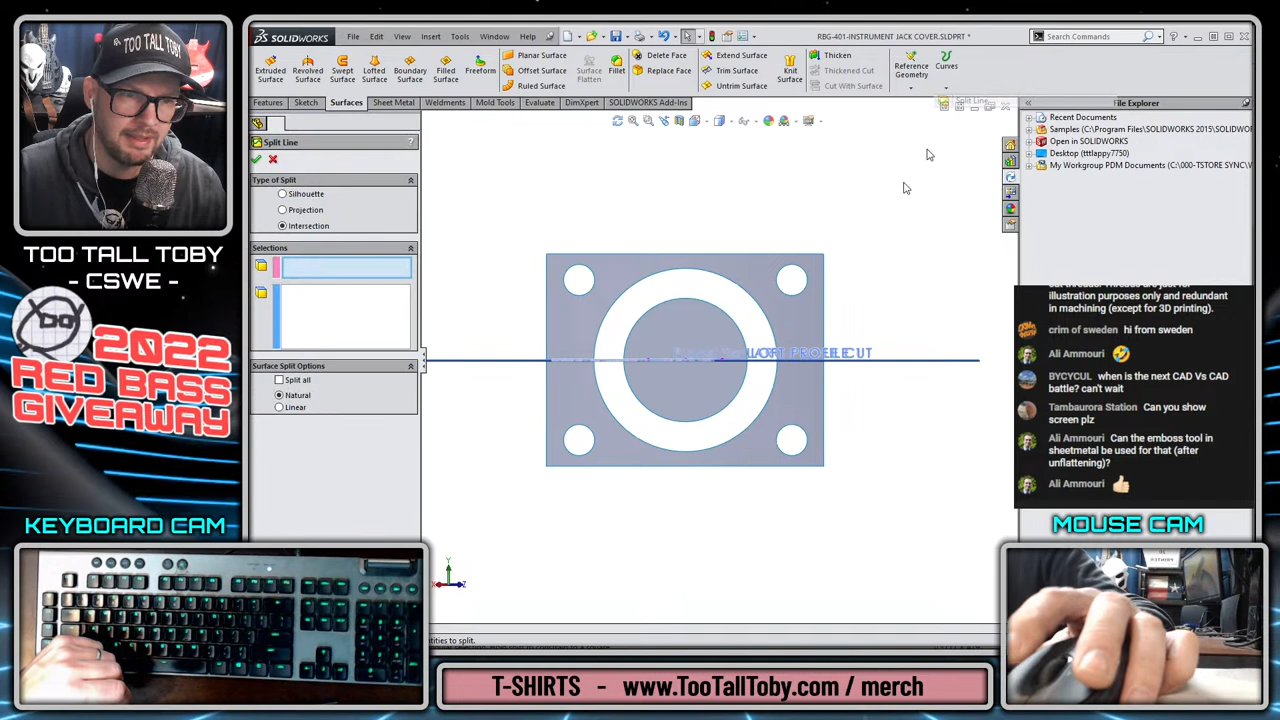 TOO TALL TOBY
SOLIDWORKS
File
Edit
View
Insert
Tools
Window
Help
RBG-401-INSTRUMENT JACK COVER.SLDPRT *
Search Commands
Extruded Surface
Revolved Surface
Swept Surface
Lofted Surface
Boundary Surface
Filled Surface
Freeform
Planar Surface
Offset Surface
Ruled Surface
Surface Flatten
Fillet
Delete Face
Replace Face
Extend Surface
Trim Surface
Untrim Surface
Knit Surface
Thicken
Thickened Cut
Cut With Surface
Reference Geometry
Curves
Split Line
Features
Sketch
Surfaces
Sheet Metal
Weldments
Mold Tools
Evaluate
DimXpert
SOLIDWORKS Add-Ins
File Explorer
Recent Documents
Samples (C:\Program Files\SOLIDWORKS 2015\SOLIDWO
Open in SOLIDWORKS
Desktop (tttlappy7750)
My Workgroup PDM Documents (C:\000-TSTORE SYNC\W
Split Line
?
Type of Split
Silhouette
Projection
Intersection
Selections
Surface Split Options
Split all
Natural
Linear
Y
X
Z
TOO TALL TOBY
- CSWE -
2022
RED BASS
GIVEAWAY
illustration purposes only and redundant
in machining (except for 3D printing).
crim of sweden hi from sweden
Ali Ammouri 🤣
BYCYCUL when is the next CAD Vs CAD
battle? can't wait
Tambaurora Station Can you show
screen plz
Ali Ammouri Can the emboss tool in
sheetmetal be used for that (after
unflattening)?
Ali Ammouri 👍🏻
KEYBOARD CAM
MOUSE CAM
ntities to split.
T-SHIRTS - www.TooTallToby.com / merch